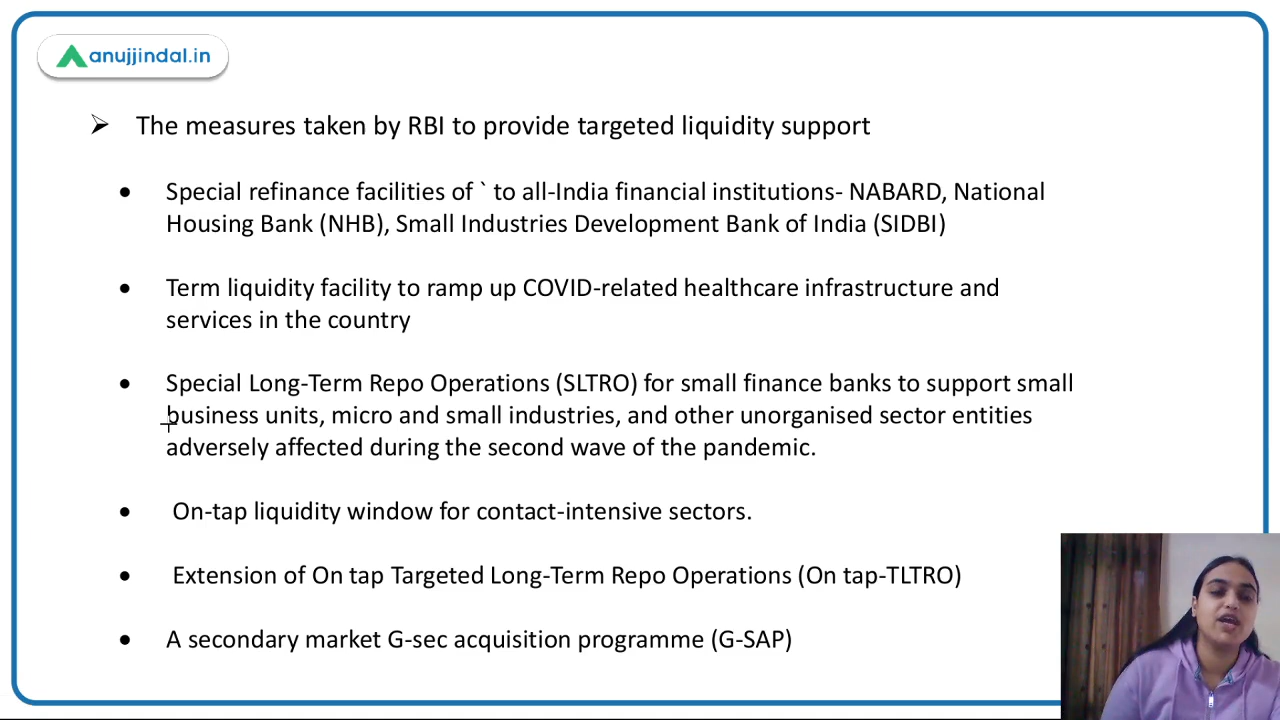 anujjindal.in
➢ The measures taken by RBI to provide targeted liquidity support
• Special refinance facilities of ` to all-India financial institutions- NABARD, National
Housing Bank (NHB), Small Industries Development Bank of India (SIDBI)
• Term liquidity facility to ramp up COVID-related healthcare infrastructure and
services in the country
• Special Long-Term Repo Operations (SLTRO) for small finance banks to support small
business units, micro and small industries, and other unorganised sector entities
adversely affected during the second wave of the pandemic.
• On-tap liquidity window for contact-intensive sectors.
• Extension of On tap Targeted Long-Term Repo Operations (On tap-TLTRO)
• A secondary market G-sec acquisition programme (G-SAP)